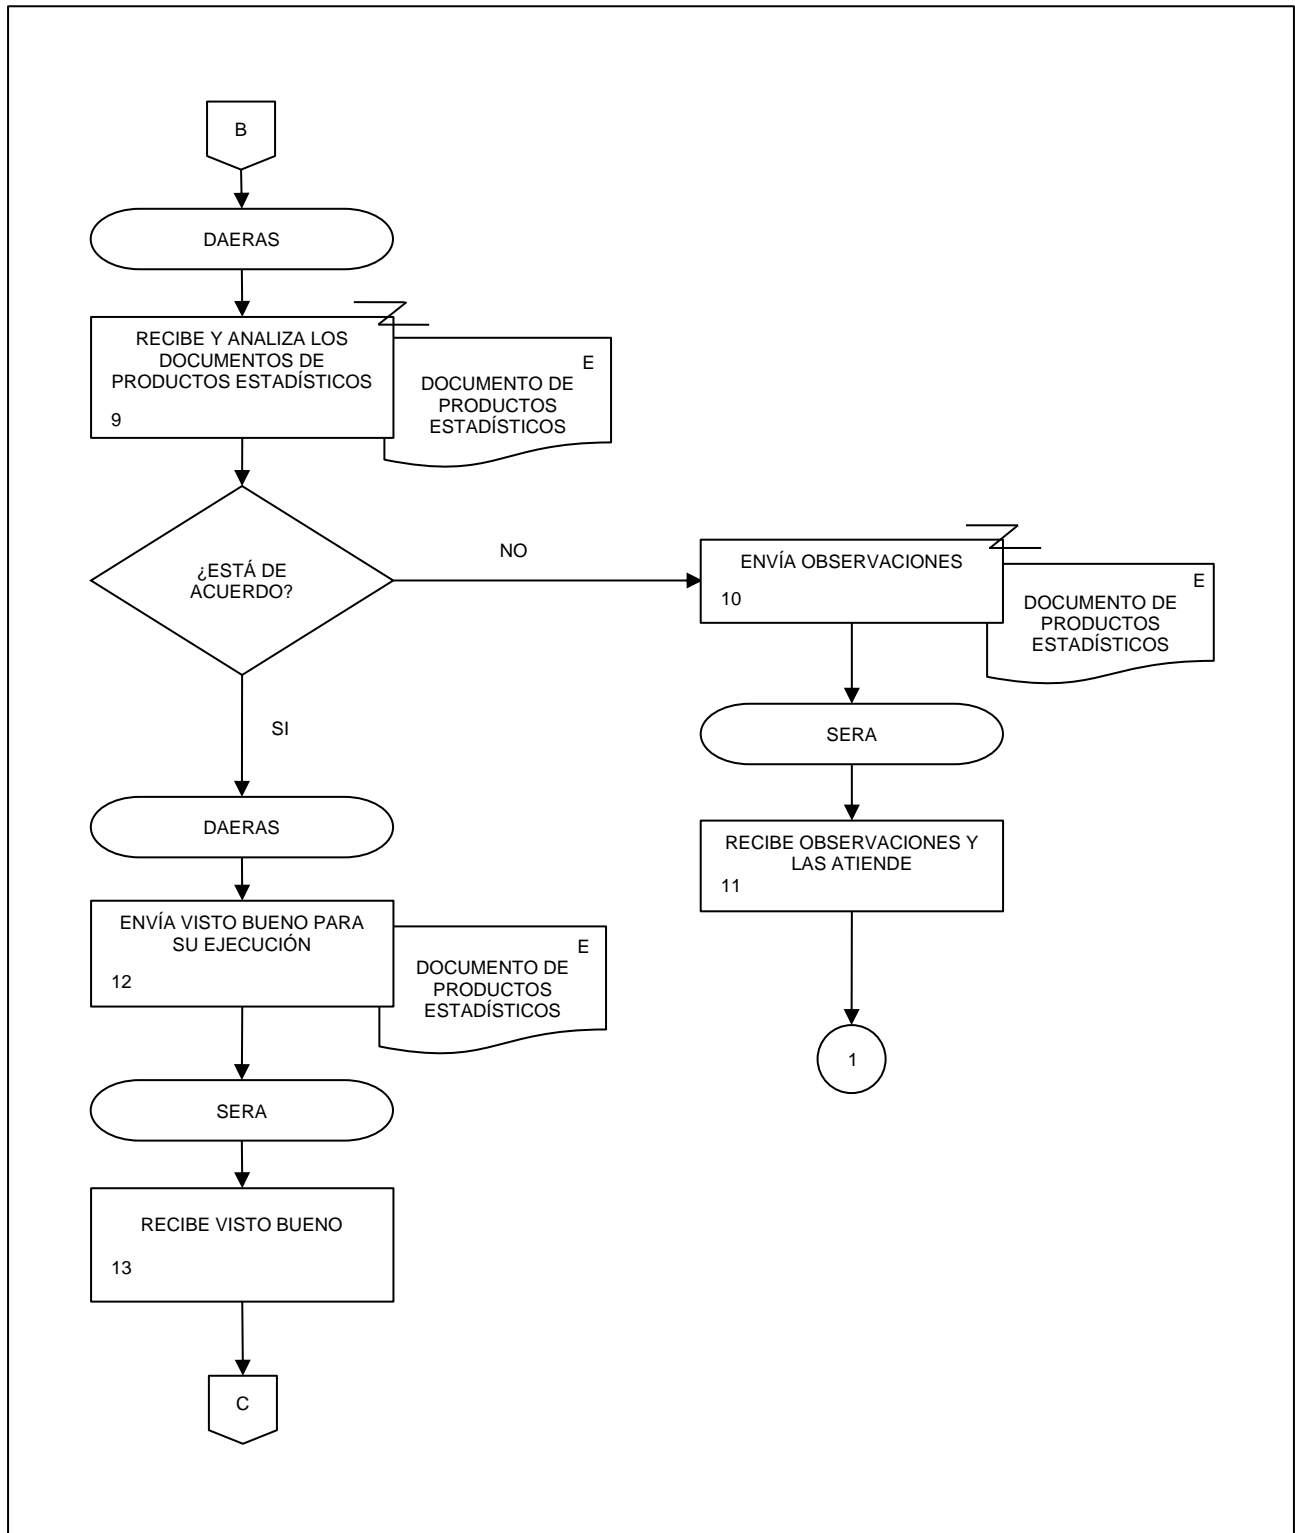 B
DAERAS
RECIBE Y ANALIZA LOS
DOCUMENTOS DE
PRODUCTOS ESTADÍSTICOS
9
E
DOCUMENTO DE
PRODUCTOS
ESTADÍSTICOS
¿ESTÁ DE
ACUERDO?
NO
ENVÍA OBSERVACIONES
10
E
DOCUMENTO DE
PRODUCTOS
ESTADÍSTICOS
SERA
RECIBE OBSERVACIONES Y
LAS ATIENDE
11
1
SI
DAERAS
ENVÍA VISTO BUENO PARA
SU EJECUCIÓN
12
E
DOCUMENTO DE
PRODUCTOS
ESTADÍSTICOS
SERA
RECIBE VISTO BUENO
13
C